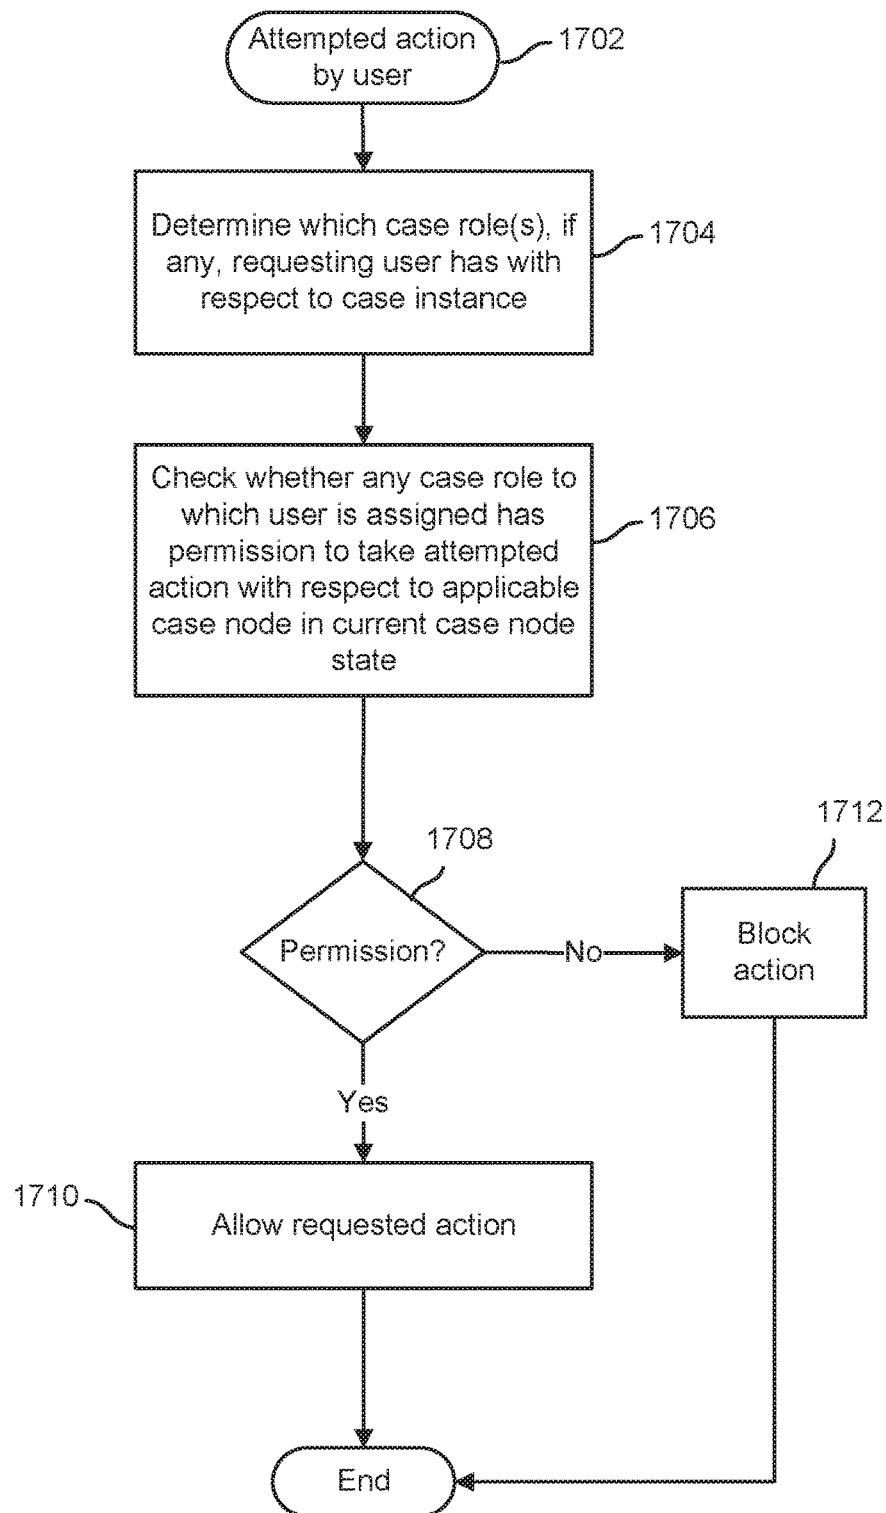 Attempted action
by user
1702
Determine which case role(s), if
any, requesting user has with
respect to case instance
1704
Check whether any case role to
which user is assigned has
permission to take attempted
action with respect to applicable
case node in current case node
state
1706
1708
Permission?
No
1712
Block
action
Yes
1710
Allow requested action
End